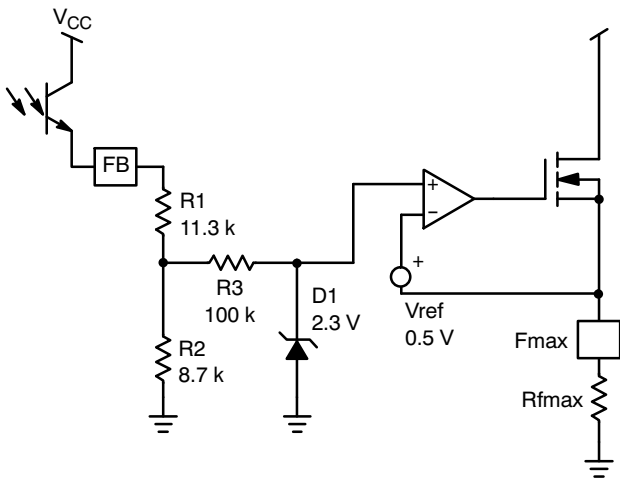 VCC
FB
R1
11.3 k
R3
100 k
D1
2.3 V
R2
8.7 k
+
−
+
Vref
0.5 V
Fmax
Rfmax